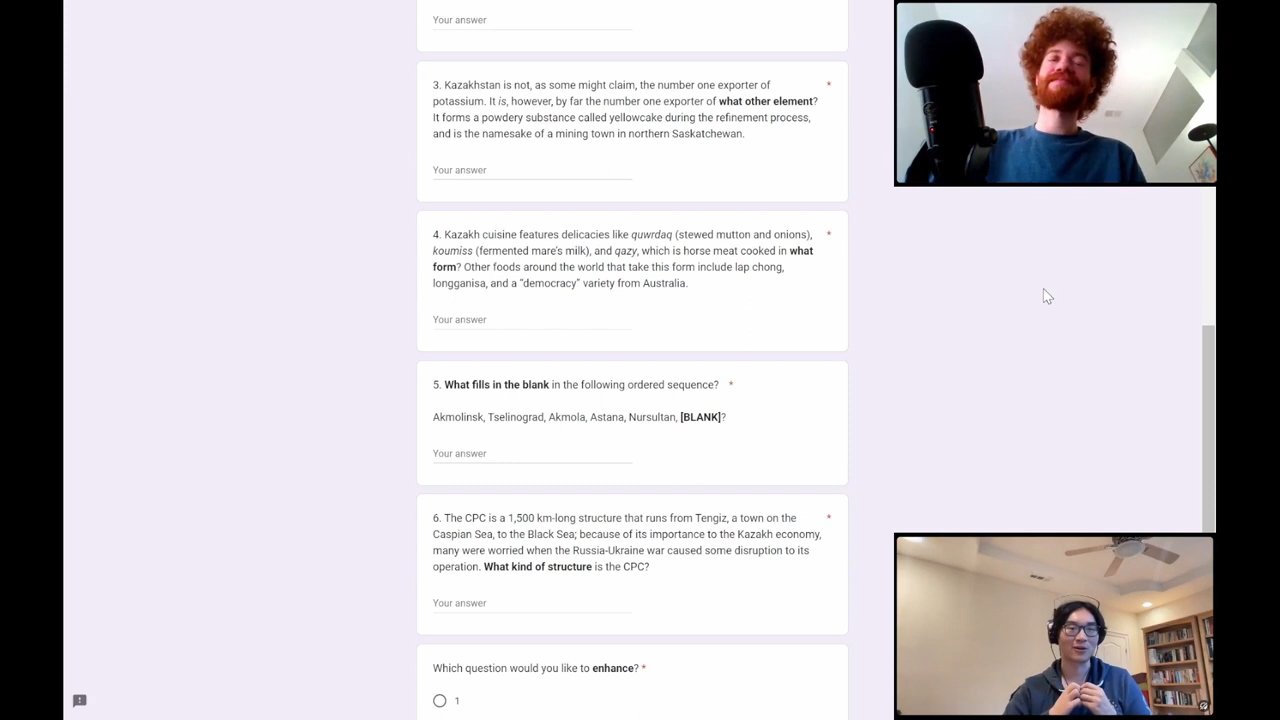 Your answer
3. Kazakhstan is not, as some might claim, the number one exporter of *
potassium. It is, however, by far the number one exporter of what other element?
It forms a powdery substance called yellowcake during the refinement process,
and is the namesake of a mining town in northern Saskatchewan.
Your answer
4. Kazakh cuisine features delicacies like quwrdaq (stewed mutton and onions), *
koumiss (fermented mare's milk), and qazy, which is horse meat cooked in what
form? Other foods around the world that take this form include lap chong,
longganisa, and a “democracy” variety from Australia.
Your answer
5. What fills in the blank in the following ordered sequence? *
Akmolinsk, Tselinograd, Akmola, Astana, Nursultan, [BLANK]?
Your answer
6. The CPC is a 1,500 km-long structure that runs from Tengiz, a town on the *
Caspian Sea, to the Black Sea; because of its importance to the Kazakh economy,
many were worried when the Russia-Ukraine war caused some disruption to its
operation. What kind of structure is the CPC?
Your answer
Which question would you like to enhance? *
1